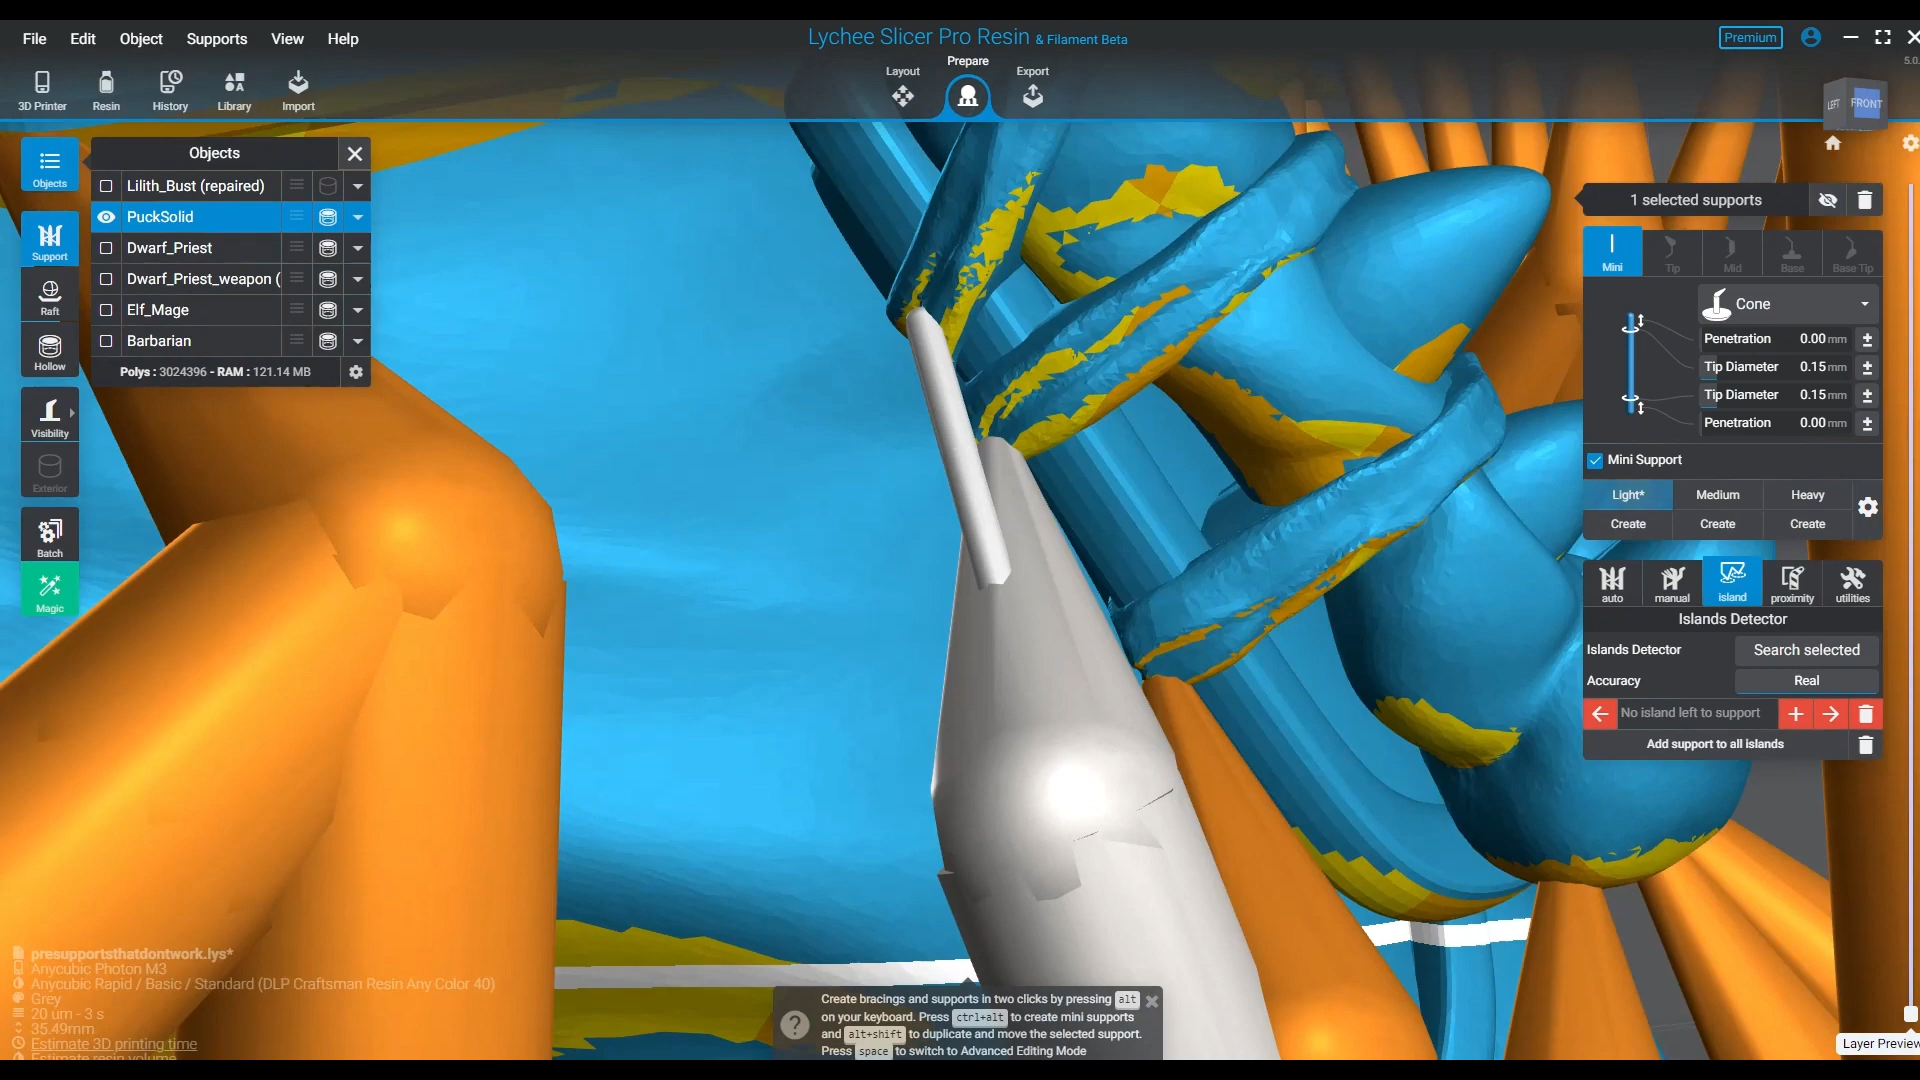 File Edit Object Supports View Help
Lychee Slicer Pro Resin & Filament Beta
Premium
5.0.
3D Printer Resin History Library Import
Layout Prepare Export
LEFT FRONT
Objects
Objects
Lilith_Bust (repaired)
PuckSolid
Dwarf_Priest
Dwarf_Priest_weapon (
Elf_Mage
Barbarian
Polys : 3024396 - RAM : 121.14 MB
Support
Raft
Hollow
Visibility
Exterior
Batch
Magic
1 selected supports
Mini Tip Mid Base Base Tip
Cone
Penetration 0.00 mm
Tip Diameter 0.15 mm
Tip Diameter 0.15 mm
Penetration 0.00 mm
Mini Support
Light* Medium Heavy
Create Create Create
auto manual island proximity utilities
Islands Detector
Islands Detector Search selected
Accuracy Real
No island left to support
Add support to all islands
presupportsthatdontwork.lys*
Anycubic Photon M3
Anycubic Rapid / Basic / Standard (DLP Craftsman Resin Any Color 40)
Grey
20 um - 3 s
35.49mm
Estimate 3D printing time
Estimate resin volume
Create bracings and supports in two clicks by pressing alt
on your keyboard. Press ctrl+alt to create mini supports
and alt+shift to duplicate and move the selected support.
Press space to switch to Advanced Editing Mode
Layer Preview